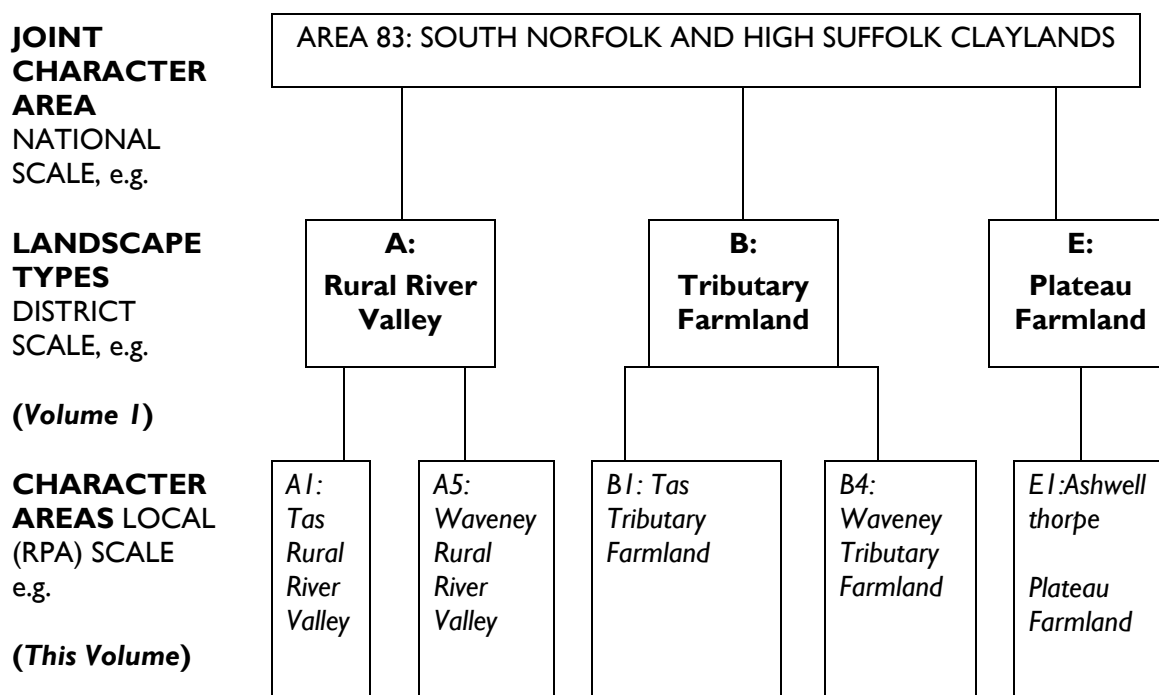 JOINT
CHARACTER
AREA
NATIONAL
SCALE, e.g.
AREA 83: SOUTH NORFOLK AND HIGH SUFFOLK CLAYLANDS
LANDSCAPE
TYPES
DISTRICT
SCALE, e.g.
(Volume 1)
A:
Rural River
Valley
B:
Tributary
Farmland
E:
Plateau
Farmland
CHARACTER
AREAS LOCAL
(RPA) SCALE
e.g.
(This Volume)
A1:
Tas
Rural
River
Valley
A5:
Waveney
Rural
River
Valley
B1: Tas
Tributary
Farmland
B4:
Waveney
Tributary
Farmland
E1:Ashwell
thorpe
Plateau
Farmland